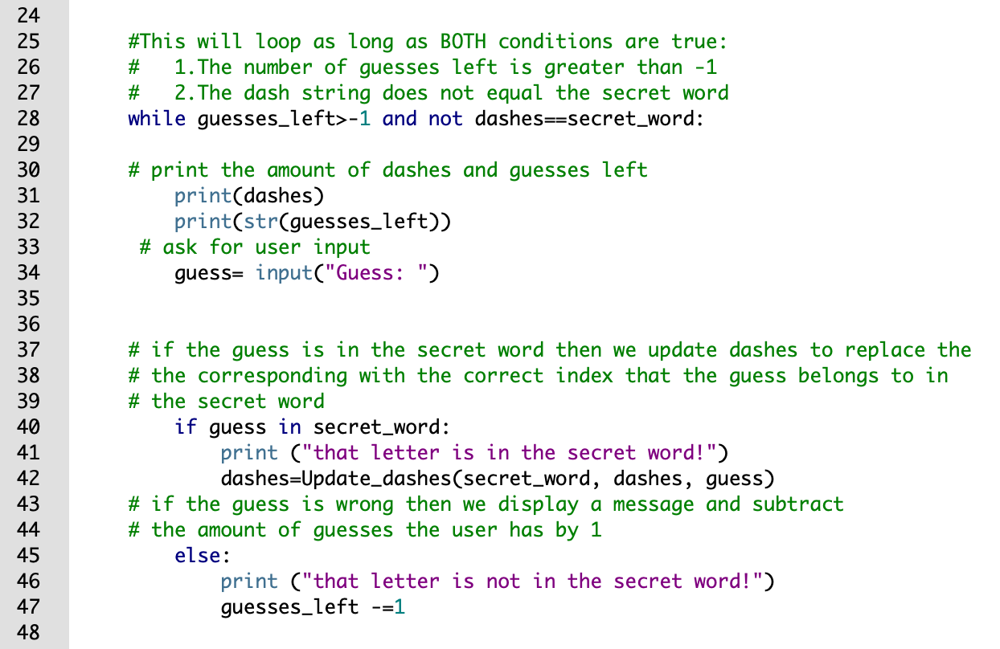 24
25 #This will loop as long as BOTH conditions are true:
26 #   1.The number of guesses left is greater than -1
27 #   2.The dash string does not equal the secret word
28 while guesses_left>-1 and not dashes==secret_word:
29
30 # print the amount of dashes and guesses left
31     print(dashes)
32     print(str(guesses_left))
33  # ask for user input
34     guess= input("Guess: ")
35
36
37 # if the guess is in the secret word then we update dashes to replace the
38 # the corresponding with the correct index that the guess belongs to in
39 # the secret word
40     if guess in secret_word:
41         print ("that letter is in the secret word!")
42         dashes=Update_dashes(secret_word, dashes, guess)
43 # if the guess is wrong then we display a message and subtract
44 # the amount of guesses the user has by 1
45     else:
46         print ("that letter is not in the secret word!")
47         guesses_left -=1
48